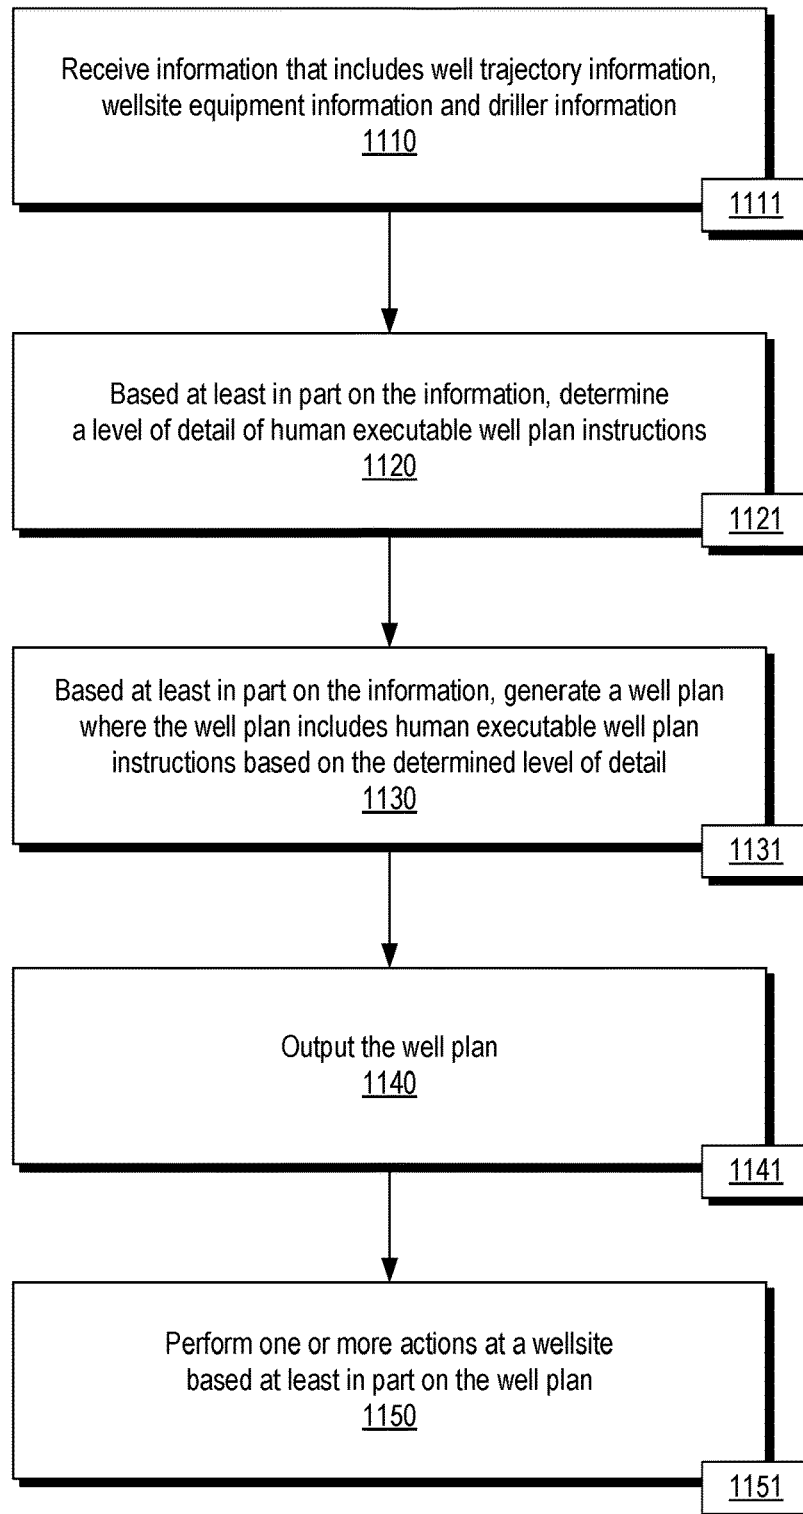 Receive information that includes well trajectory information,
wellsite equipment information and driller information
1110
1111
Based at least in part on the information, determine
a level of detail of human executable well plan instructions
1120
1121
Based at least in part on the information, generate a well plan
where the well plan includes human executable well plan
instructions based on the determined level of detail
1130
1131
Output the well plan
1140
1141
Perform one or more actions at a wellsite
based at least in part on the well plan
1150
1151